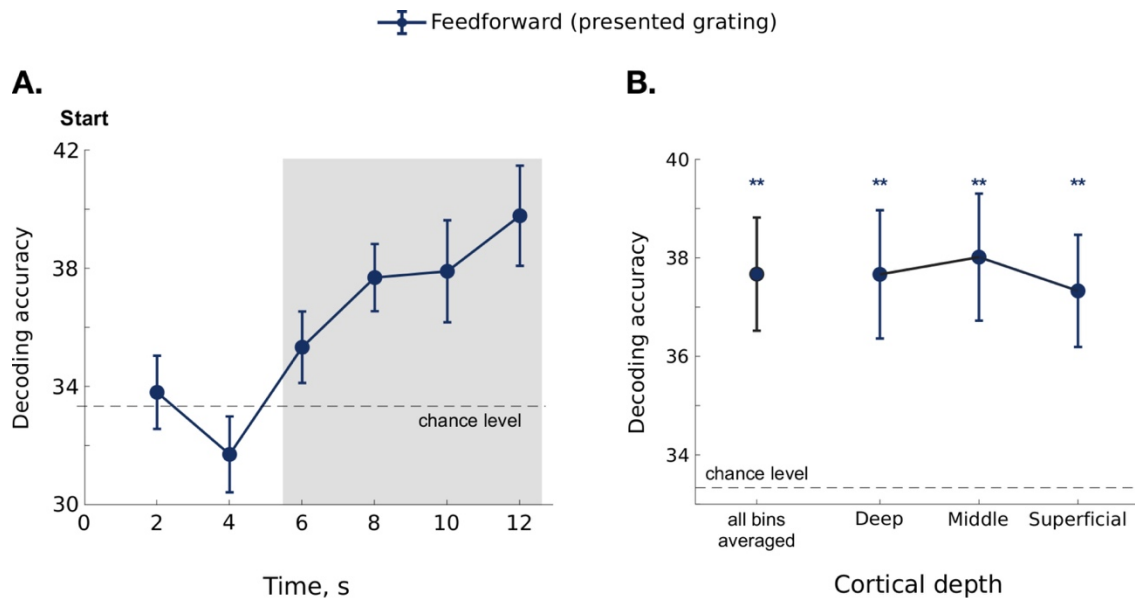 Feedforward (presented grating)
A.
Start
42
38
34
30
Decoding accuracy
chance level
0 2 4 6 8 10 12
Time, s
B.
40
38
36
34
Decoding accuracy
** ** ** **
chance level
all bins
averaged
Deep Middle Superficial
Cortical depth